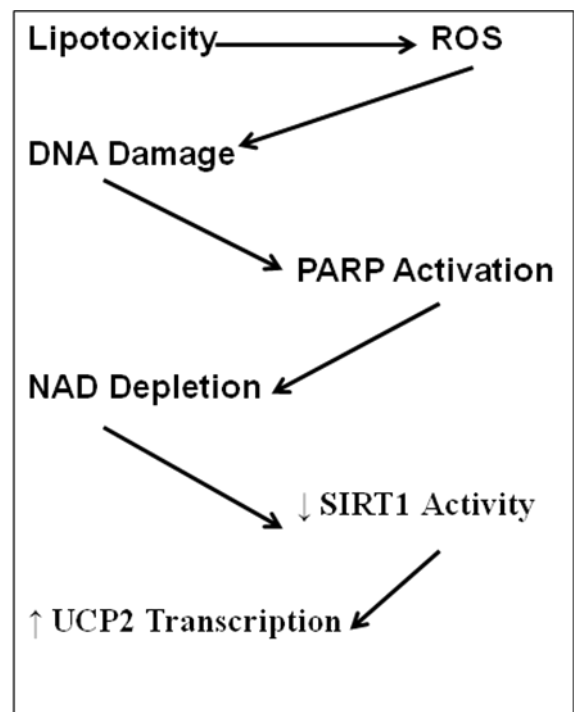 Lipotoxicity ROS
DNA Damage
PARP Activation
NAD Depletion
↓ SIRT1 Activity
↑ UCP2 Transcription